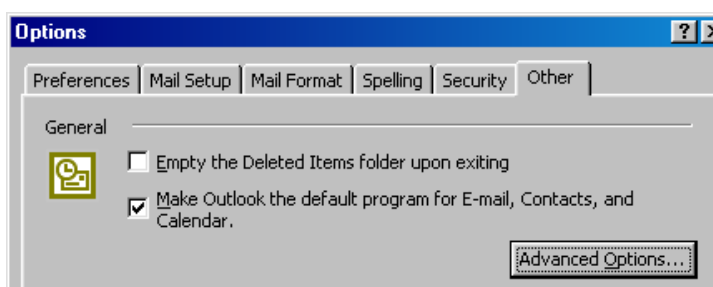 Options
Preferences Mail Setup Mail Format Spelling Security Other
General
Empty the Deleted Items folder upon exiting
Make Outlook the default program for E-mail, Contacts, and
Calendar.
Advanced Options...